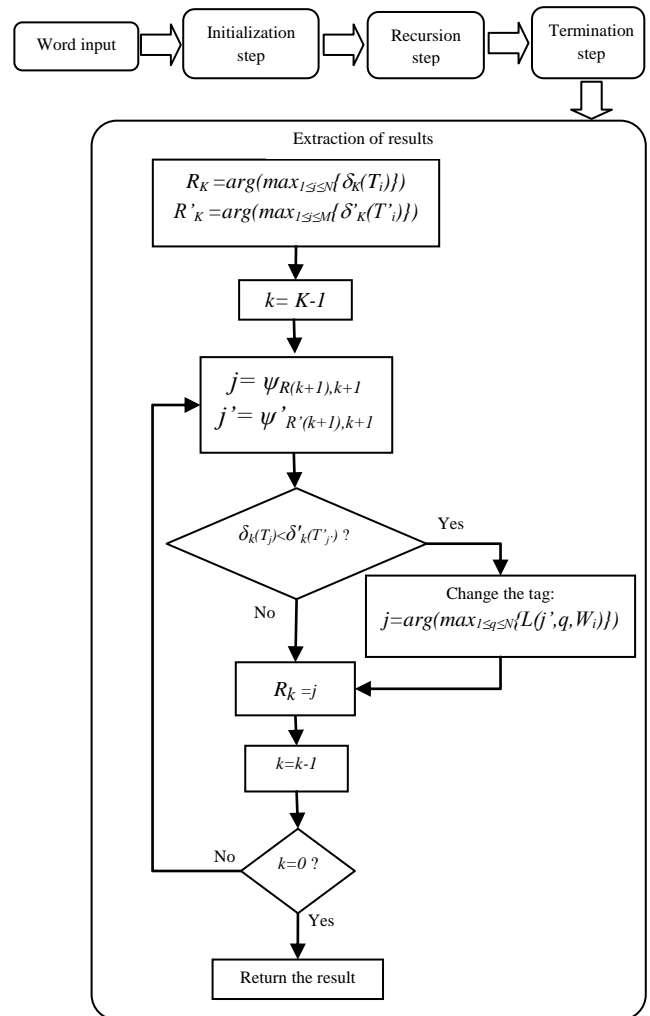 Word input
Initialization
step
Recursion
step
Termination
step
Extraction of results
R_K =arg(max_{1≤i≤N}{δ_K(T_i)})
R’_K =arg(max_{1≤i≤M}{δ’_K(T’_i)})
k= K-1
j= ψ_{R(k+1),k+1}
j’= ψ’_{R’(k+1),k+1}
δ_k(T_j)<δ'_k(T’_{j’}) ?
Yes
No
Change the tag:
j=arg(max_{1≤q≤N}{L(j’,q,W_i)})
R_k =j
k=k-1
No
k=0 ?
Yes
Return the result